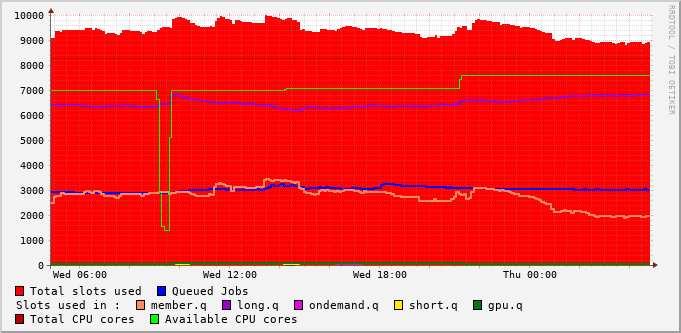 10000
9000
8000
7000
6000
5000
4000
3000
2000
1000
0
Wed 06:00 Wed 12:00 Wed 18:00 Thu 00:00
Total slots used Queued Jobs
Slots used in : member.q long.q ondemand.q short.q gpu.q
Total CPU cores Available CPU cores
RRDTOOL / TOBI OETIKER